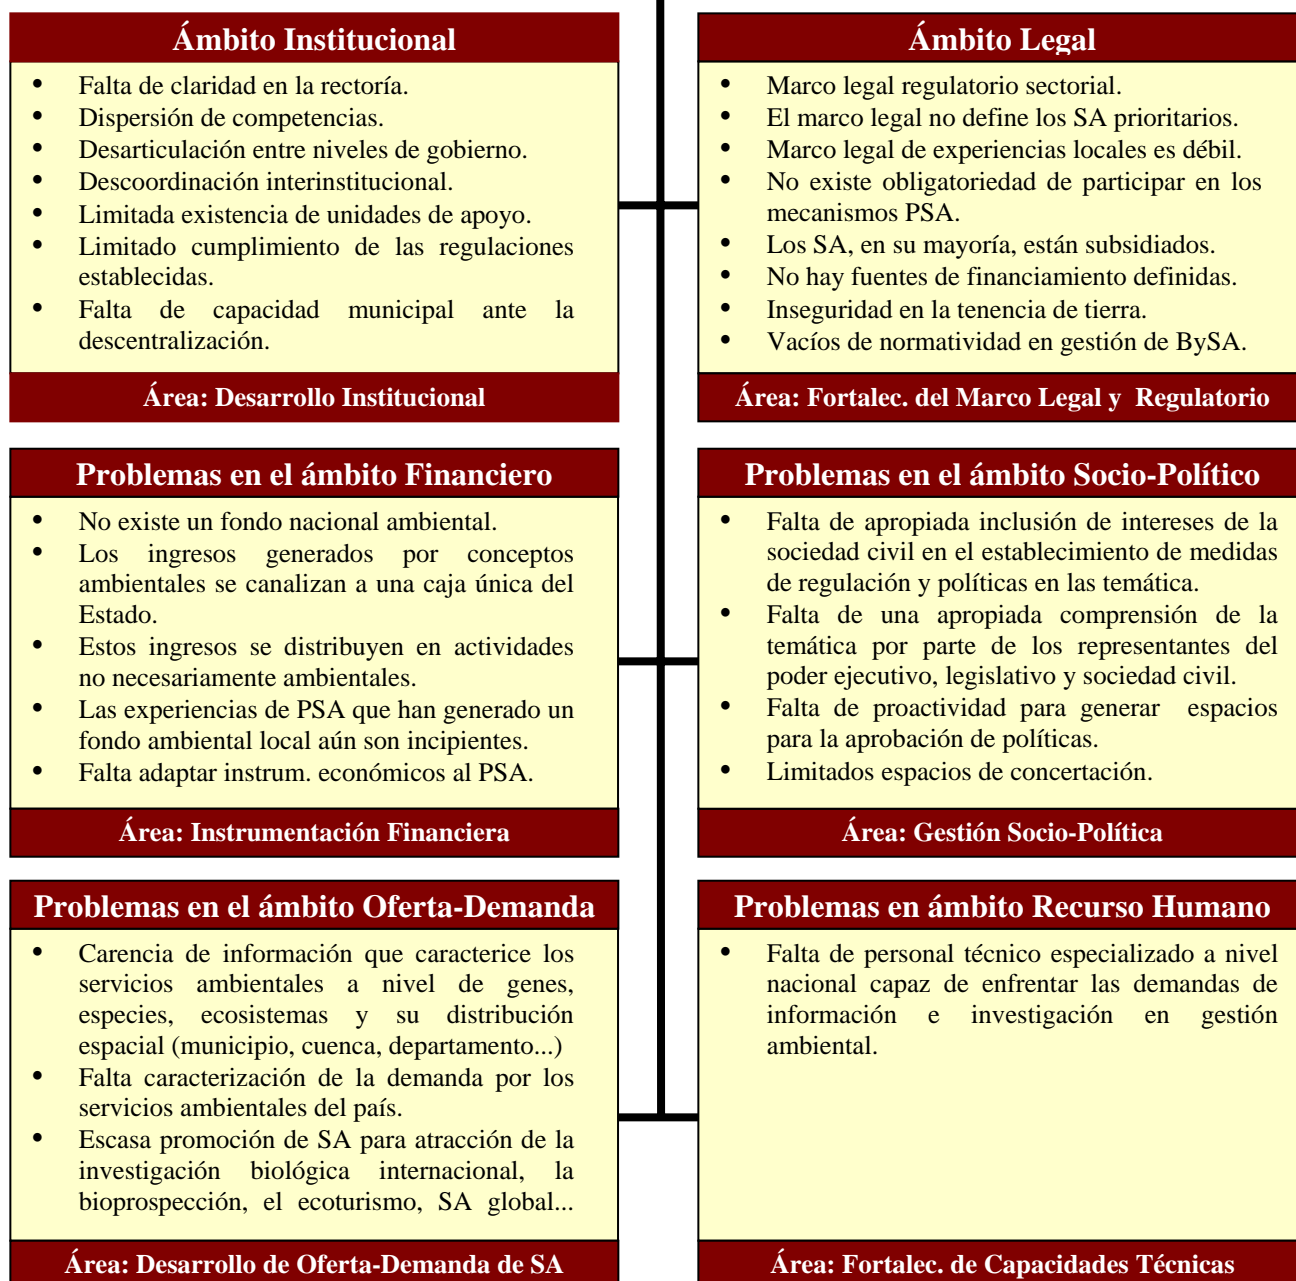 Ámbito Institucional
• Falta de claridad en la rectoría.
• Dispersión de competencias.
• Desarticulación entre niveles de gobierno.
• Descoordinación interinstitucional.
• Limitada existencia de unidades de apoyo.
• Limitado cumplimiento de las regulaciones
establecidas.
• Falta de capacidad municipal ante la
descentralización.
Área: Desarrollo Institucional
Ámbito Legal
• Marco legal regulatorio sectorial.
• El marco legal no define los SA prioritarios.
• Marco legal de experiencias locales es débil.
• No existe obligatoriedad de participar en los
mecanismos PSA.
• Los SA, en su mayoría, están subsidiados.
• No hay fuentes de financiamiento definidas.
• Inseguridad en la tenencia de tierra.
• Vacíos de normatividad en gestión de BySA.
Área: Fortalec. del Marco Legal y Regulatorio
Problemas en el ámbito Financiero
• No existe un fondo nacional ambiental.
• Los ingresos generados por conceptos
ambientales se canalizan a una caja única del
Estado.
• Estos ingresos se distribuyen en actividades
no necesariamente ambientales.
• Las experiencias de PSA que han generado un
fondo ambiental local aún son incipientes.
• Falta adaptar instrum. económicos al PSA.
Área: Instrumentación Financiera
Problemas en el ámbito Socio-Político
• Falta de apropiada inclusión de intereses de la
sociedad civil en el establecimiento de medidas
de regulación y políticas en las temática.
• Falta de una apropiada comprensión de la
temática por parte de los representantes del
poder ejecutivo, legislativo y sociedad civil.
• Falta de proactividad para generar espacios
para la aprobación de políticas.
• Limitados espacios de concertación.
Área: Gestión Socio-Política
Problemas en el ámbito Oferta-Demanda
• Carencia de información que caracterice los
servicios ambientales a nivel de genes,
especies, ecosistemas y su distribución
espacial (municipio, cuenca, departamento...)
• Falta caracterización de la demanda por los
servicios ambientales del país.
• Escasa promoción de SA para atracción de la
investigación biológica internacional, la
bioprospección, el ecoturismo, SA global...
Área: Desarrollo de Oferta-Demanda de SA
Problemas en ámbito Recurso Humano
• Falta de personal técnico especializado a nivel
nacional capaz de enfrentar las demandas de
información e investigación en gestión
ambiental.
Área: Fortalec. de Capacidades Técnicas